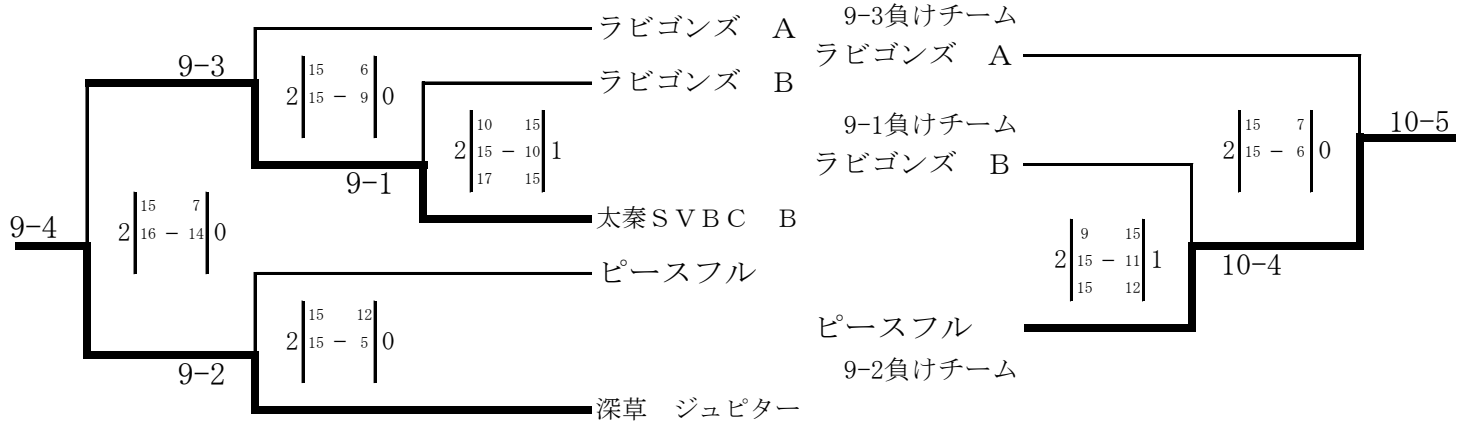 ラビゴンズ　A
9-3
15 6
2 15 - 9 0
ラビゴンズ　B
10 15
2 15 - 10 1
17 15
9-1
太秦SVBC　B
15 7
2 16 - 14 0
9-4
ピースフル
15 12
2 15 - 5 0
9-2
深草　ジュピター
9-3負けチーム
ラビゴンズ　A
15 7
2 15 - 6 0
10-5
9-1負けチーム
ラビゴンズ　B
9 15
2 15 - 11 1
15 12
10-4
ピースフル
9-2負けチーム